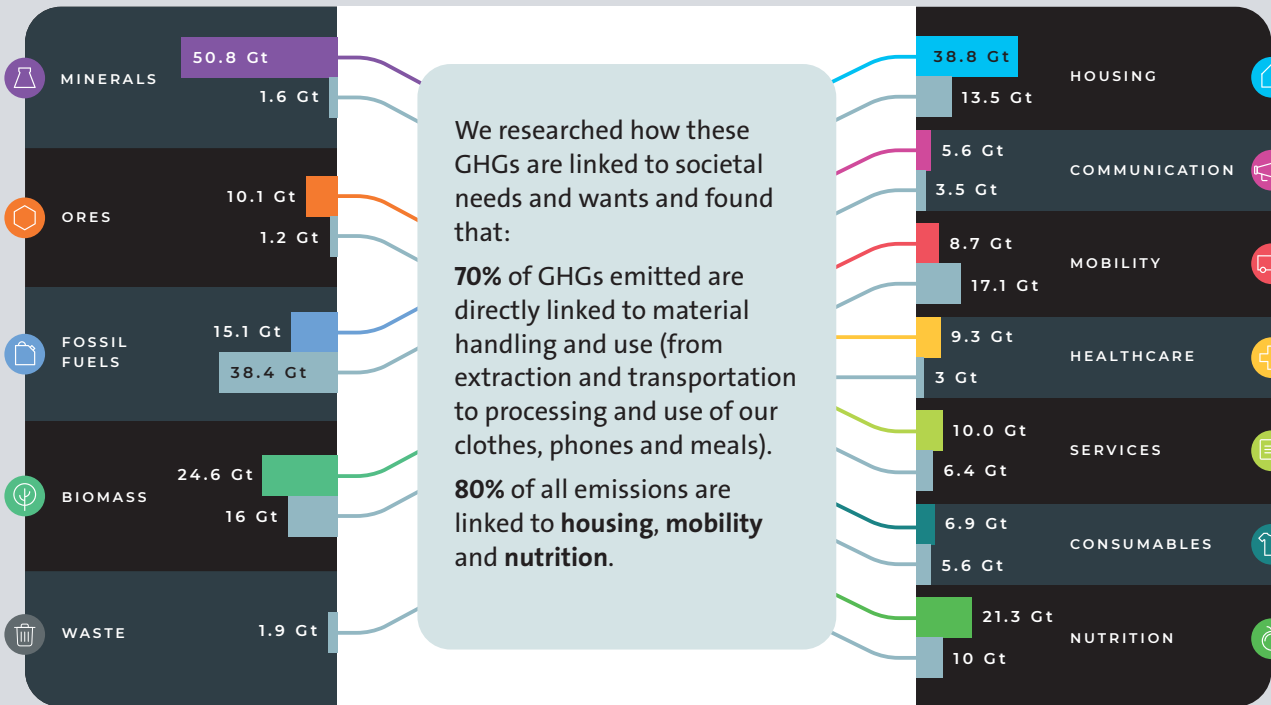 50.8 Gt
MINERALS
1.6 Gt
10.1 Gt
ORES
1.2 Gt
15.1 Gt
FOSSIL
FUELS
38.4 Gt
24.6 Gt
BIOMASS
16 Gt
WASTE
1.9 Gt
We researched how these
GHGs are linked to societal
needs and wants and found
that:
70% of GHGs emitted are
directly linked to material
handling and use (from
extraction and transportation
to processing and use of our
clothes, phones and meals).
80% of all emissions are
linked to housing, mobility
and nutrition.
38.8 Gt
HOUSING
13.5 Gt
5.6 Gt
COMMUNICATION
3.5 Gt
8.7 Gt
MOBILITY
17.1 Gt
9.3 Gt
HEALTHCARE
3 Gt
10.0 Gt
SERVICES
6.4 Gt
6.9 Gt
CONSUMABLES
5.6 Gt
21.3 Gt
NUTRITION
10 Gt